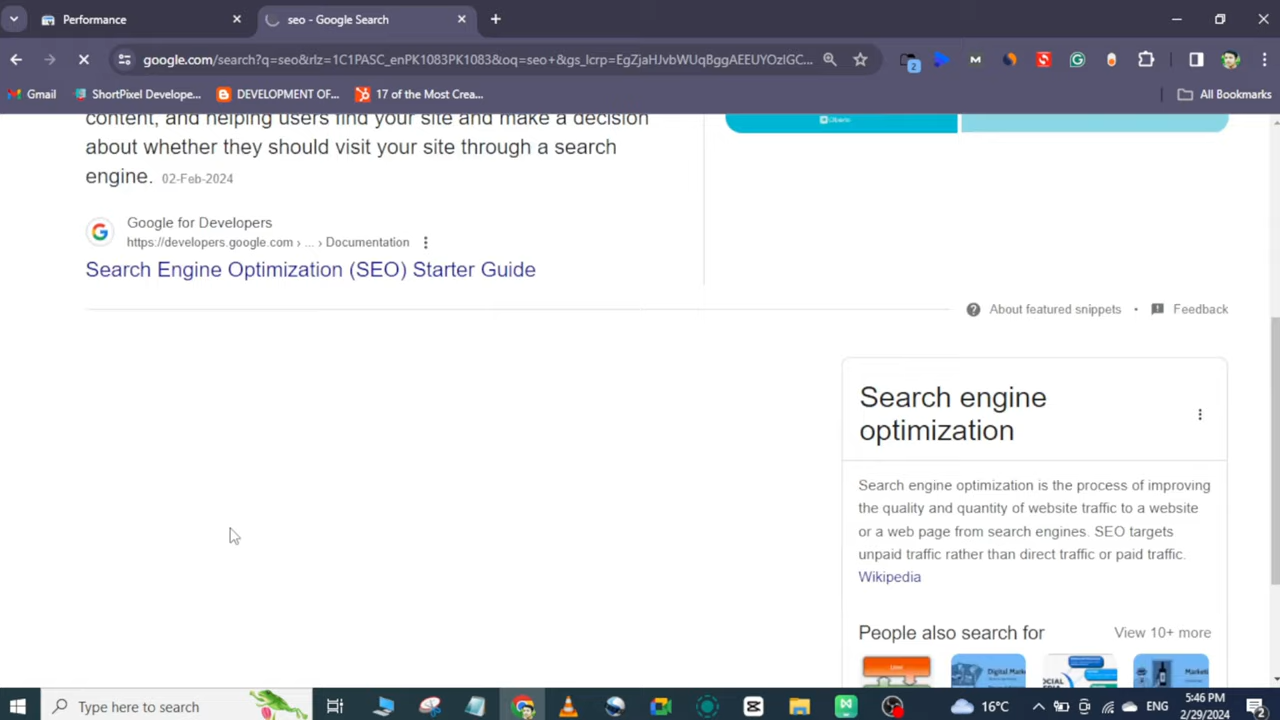 Performance
seo - Google Search
google.com/search?q=seo&rlz=1C1PASC_enPK1083PK1083&oq=seo+&gs_lcrp=EgZjaHJvbWUqBggAEEUYOzIGC...
2
Gmail
ShortPixel Develope...
DEVELOPMENT OF...
17 of the Most Crea...
All Bookmarks
content, and helping users find your site and make a decision
about whether they should visit your site through a search
engine. 02-Feb-2024
Google for Developers
https://developers.google.com › ... › Documentation
Search Engine Optimization (SEO) Starter Guide
About featured snippets • Feedback
Search engine
optimization
Search engine optimization is the process of improving
the quality and quantity of website traffic to a website
or a web page from search engines. SEO targets
unpaid traffic rather than direct traffic or paid traffic.
Wikipedia
People also search for
View 10+ more
Digital Mar
Marketi
SOCIAL
Type here to search
16°C
ENG
5:46 PM
2/29/2024
2